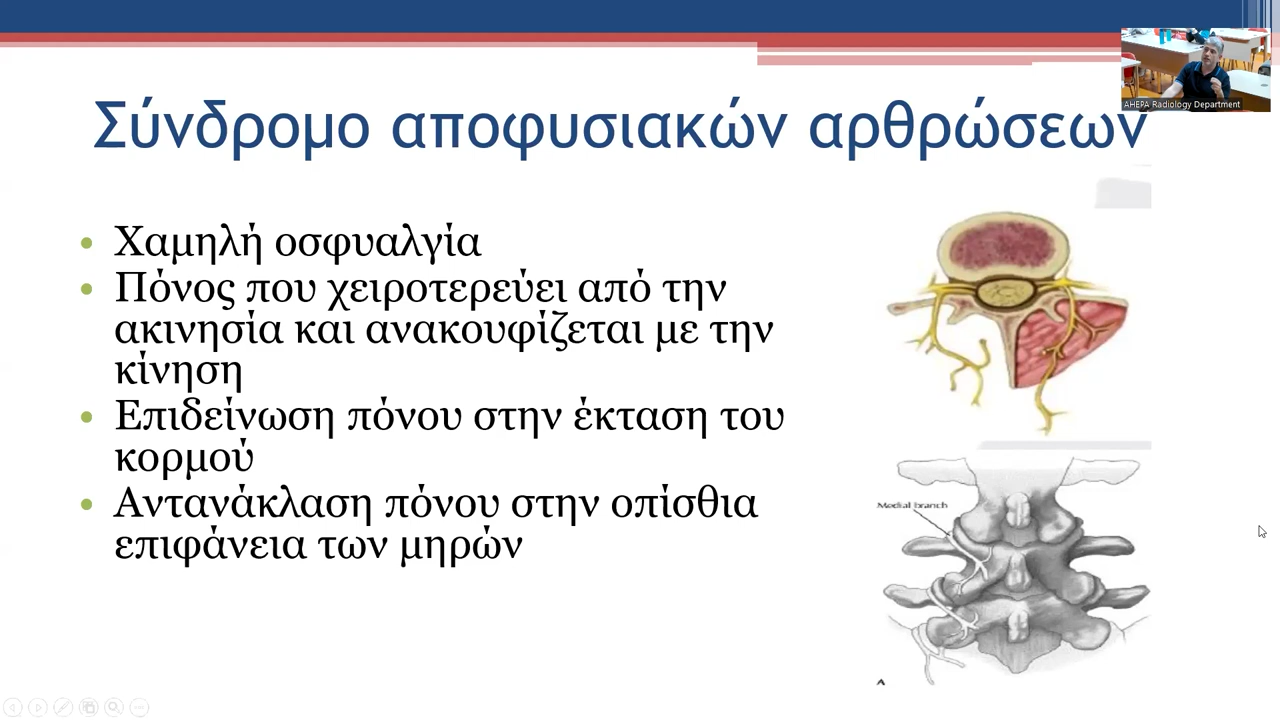 AHEPA Radiology Department
Σύνδρομο αποφυσιακών αρθρώσεων
• Χαμηλή οσφυαλγία
• Πόνος που χειροτερεύει από την
ακινησία και ανακουφίζεται με την
κίνηση
• Επιδείνωση πόνου στην έκταση του
κορμού
• Αντανάκλαση πόνου στην οπίσθια
επιφάνεια των μηρών
Medial branch
A